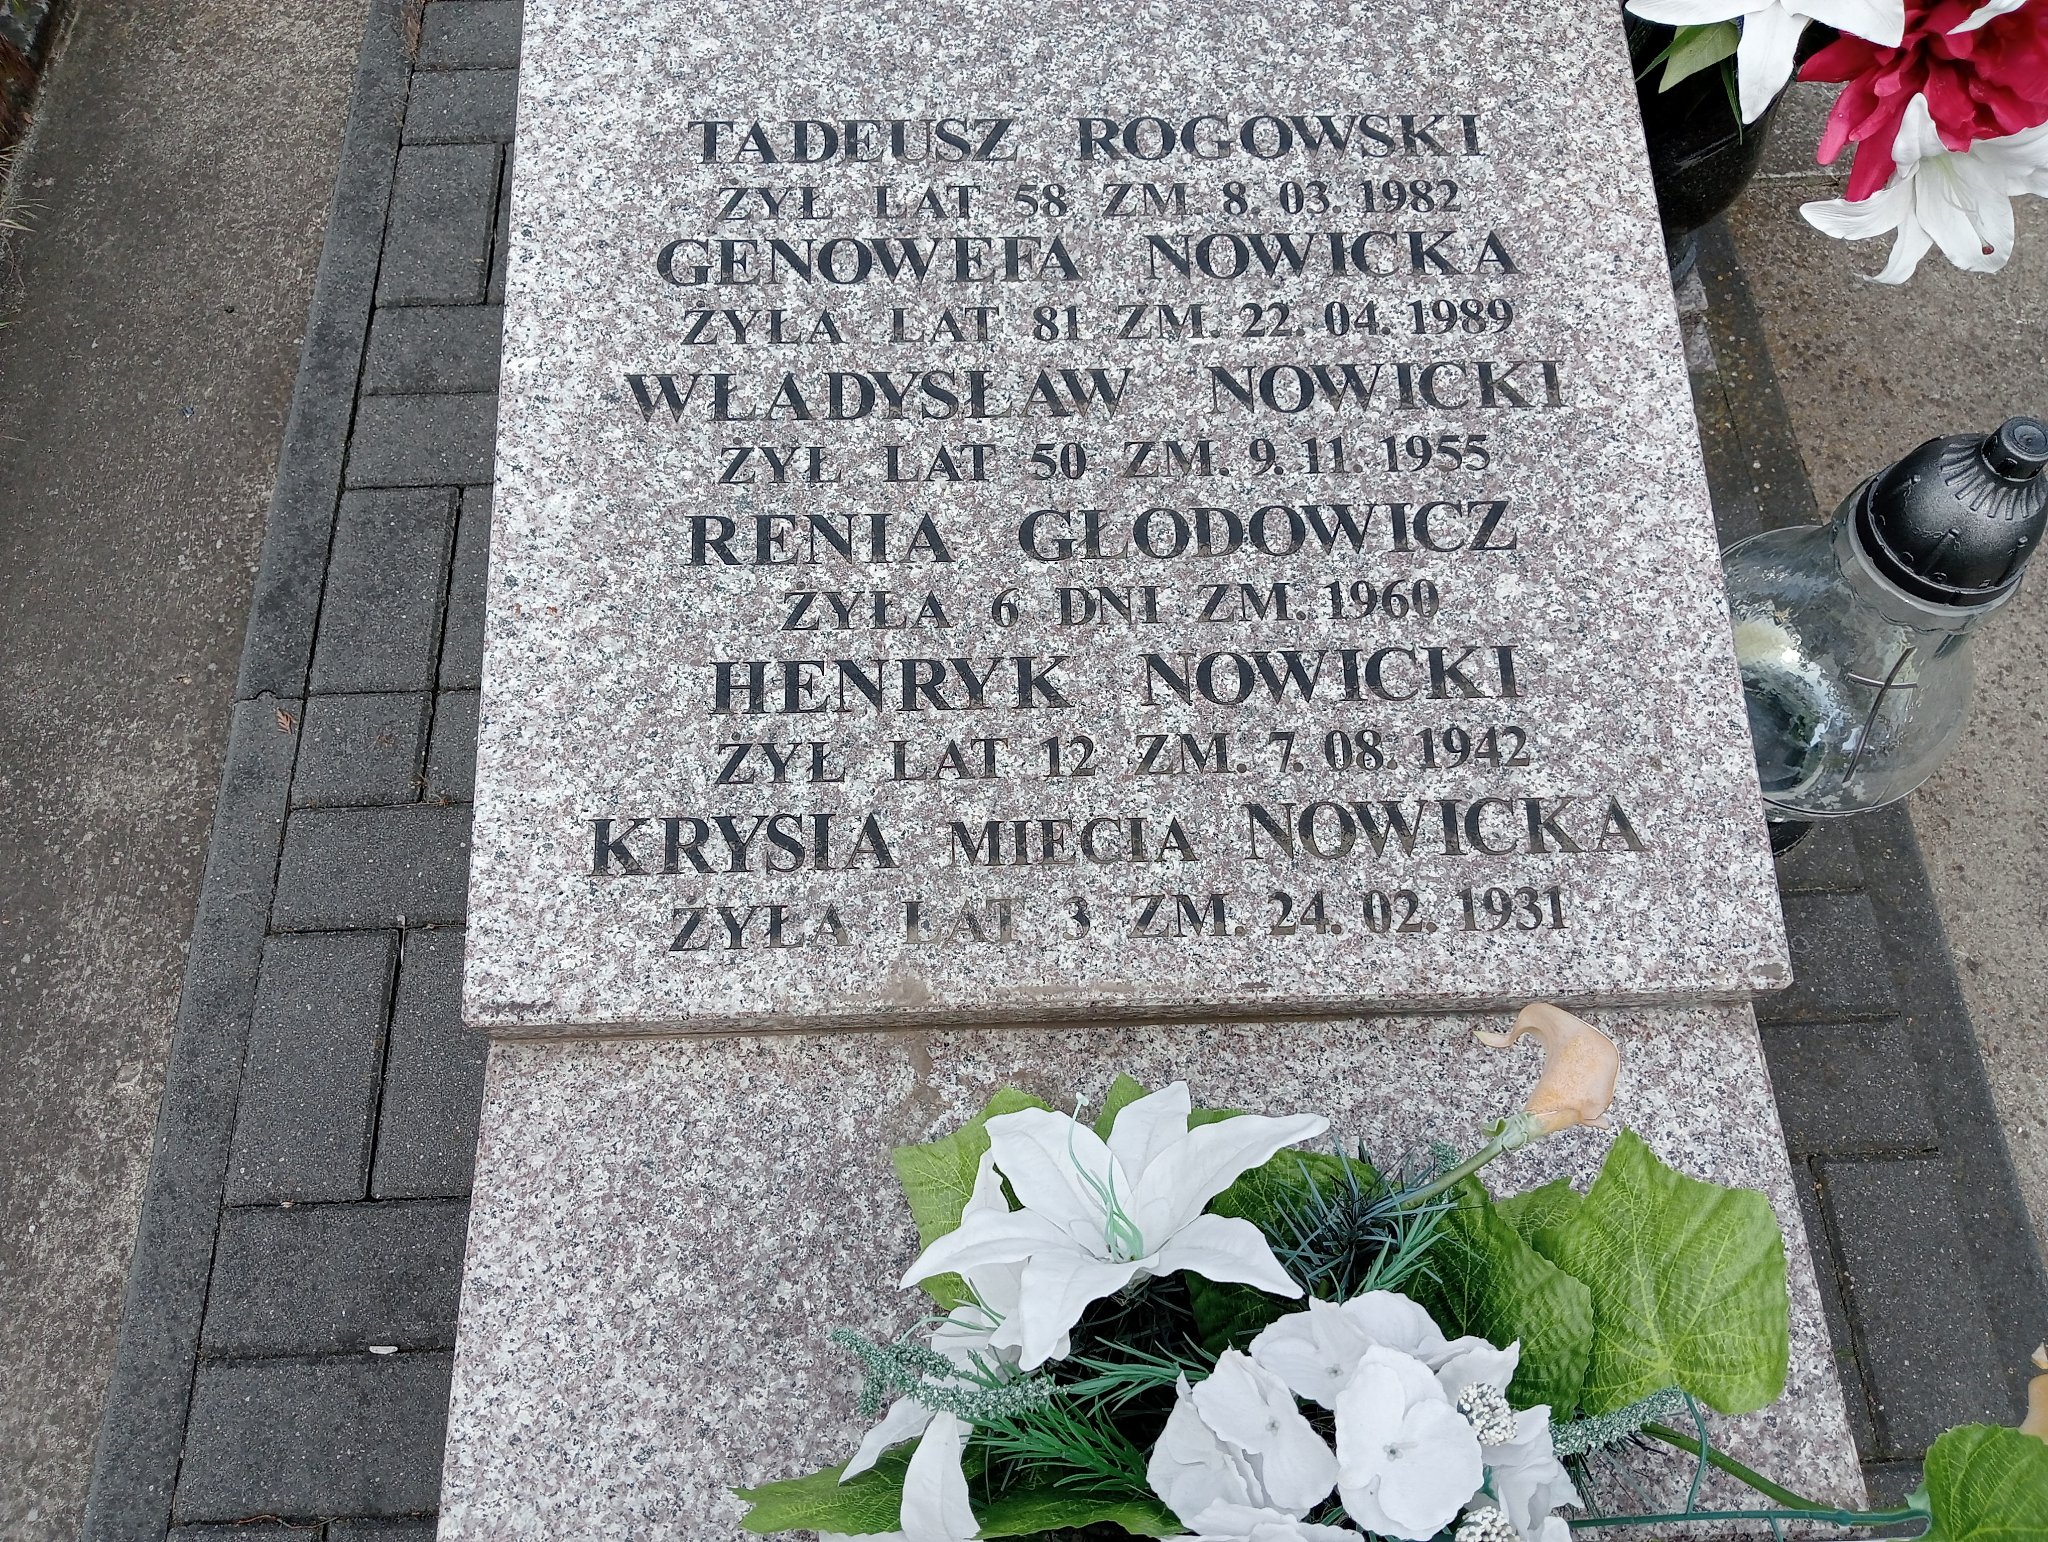 TADEUSZ ROGOWSKI
ŻYŁ LAT 58 ZM. 8. 03. 1982
GENOWEFA NOWICKA
ŻYŁA LAT 81 ZM. 22. 04. 1989
WŁADYSŁAW NOWICKI
ŻYŁ LAT 50 ZM. 9. 11. 1955
RENIA GŁODOWICZ
ŻYŁA 6 DNI ZM. 1960
HENRYK NOWICKI
ŻYŁ LAT 12 ZM. 7. 08. 1942
KRYSIA MIECIA NOWICKA
ŻYŁA LAT 3 ZM. 24. 02. 1931